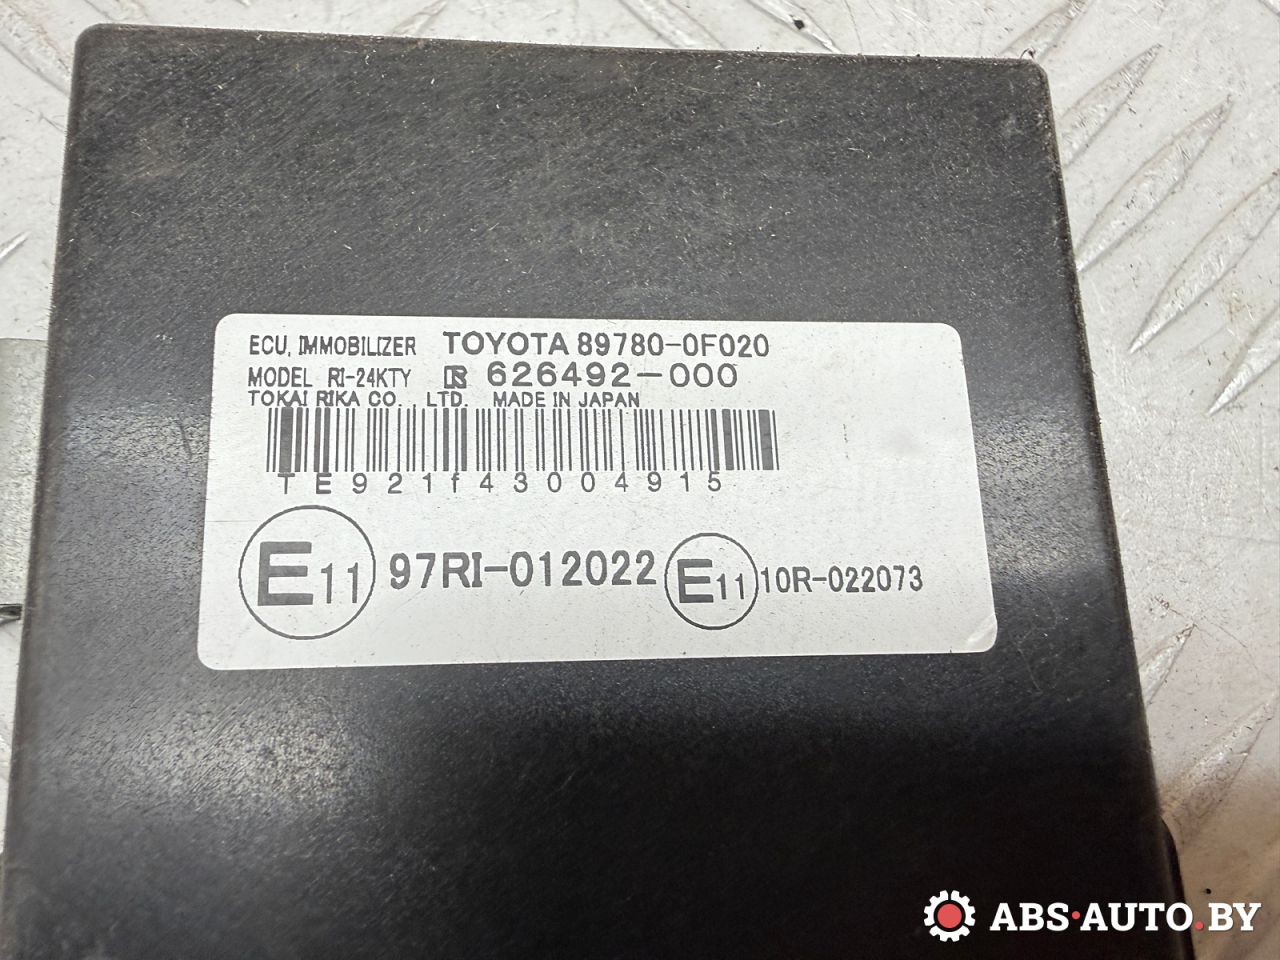 ECU, IMMOBILIZER TOYOTA 89780-0F020
MODEL RI-24KTY 626492-000
TOKAI RIKA CO., LTD. MADE IN JAPAN
TE921f43004915
E11 97RI-012022 E11 10R-022073
ABS·AUTO.BY